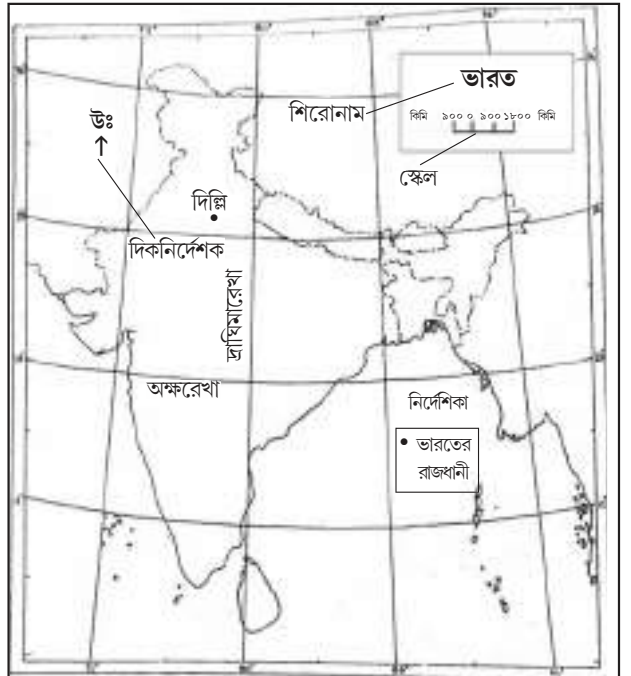 ভারত
শিরোনাম
কিমি ৯০০ ০ ৯০০ ১৮০০ কিমি
উঃ
স্কেল
দিল্লি
দিকনির্দেশক
দ্রাঘিমারেখা
অক্ষরেখা
নির্দেশিকা
ভারতের
রাজধানী